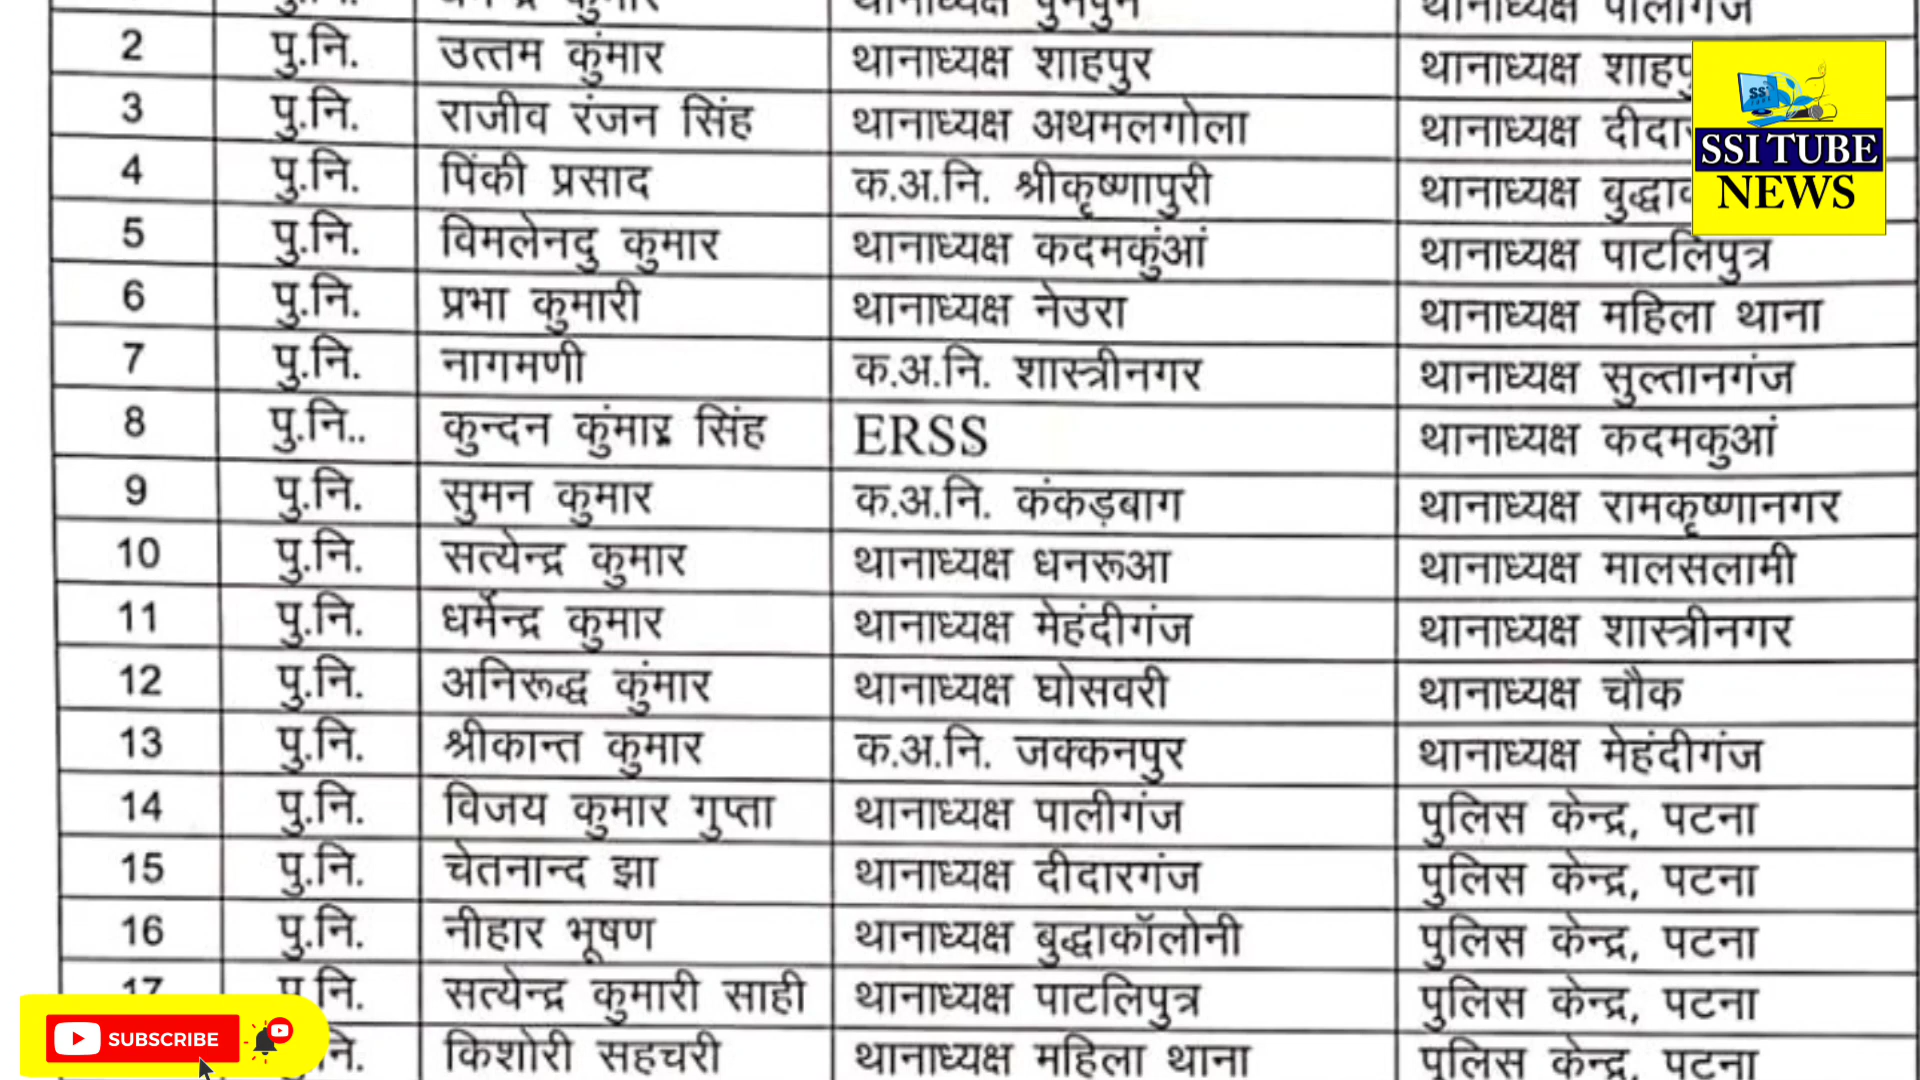 2 पु.नि. उत्तम कुंमार थानाध्यक्ष शाहपुर थानाध्यक्ष
3 पु.नि. राजीव रंजन सिंह थानाध्यक्ष अथमलगोला थानाध्यक्ष
4 पु.नि. पिंकी प्रसाद क.अ.नि. श्रीकृष्णापुरी थानाध्यक्ष
5 पु.नि. विमलेनदु कुमार थानाध्यक्ष कदमकुंआं थानाध्यक्ष पाटलिपुत्र
6 पु.नि. प्रभा कुमारी थानाध्यक्ष नेउरा थानाध्यक्ष महिला थाना
7 पु.नि. नागमणी क.अ.नि. शास्त्रीनगर थानाध्यक्ष सुल्तानगंज
8 पु.नि.. कुन्दन कुंमार सिंह ERSS थानाध्यक्ष कदमकुआं
9 पु.नि. सुमन कुमार क.अ.नि. कंकड़बाग थानाध्यक्ष रामकृष्णानगर
10 पु.नि. सत्येन्द्र कुमार थानाध्यक्ष धनरूआ थानाध्यक्ष मालसलामी
11 पु.नि. धर्मेन्द्र कुमार थानाध्यक्ष मेहंदीगंज थानाध्यक्ष शास्त्रीनगर
12 पु.नि. अनिरूद्ध कुंमार थानाध्यक्ष घोसवरी थानाध्यक्ष चौक
13 पु.नि. श्रीकान्त कुमार क.अ.नि. जक्कनपुर थानाध्यक्ष मेहंदीगंज
14 पु.नि. विजय कुमार गुप्ता थानाध्यक्ष पालीगंज पुलिस केन्द्र, पटना
15 पु.नि. चेतनान्द झा थानाध्यक्ष दीदारगंज पुलिस केन्द्र, पटना
16 पु.नि. नीहार भूषण थानाध्यक्ष बुद्धाकॉलोनी पुलिस केन्द्र, पटना
17 पु.नि. सत्येन्द्र कुमारी साही थानाध्यक्ष पाटलिपुत्र पुलिस केन्द्र, पटना
किशोरी सहचरी थानाध्यक्ष महिला थाना पुलिस केन्द्र, पटना
SSI TUBE
NEWS
SUBSCRIBE